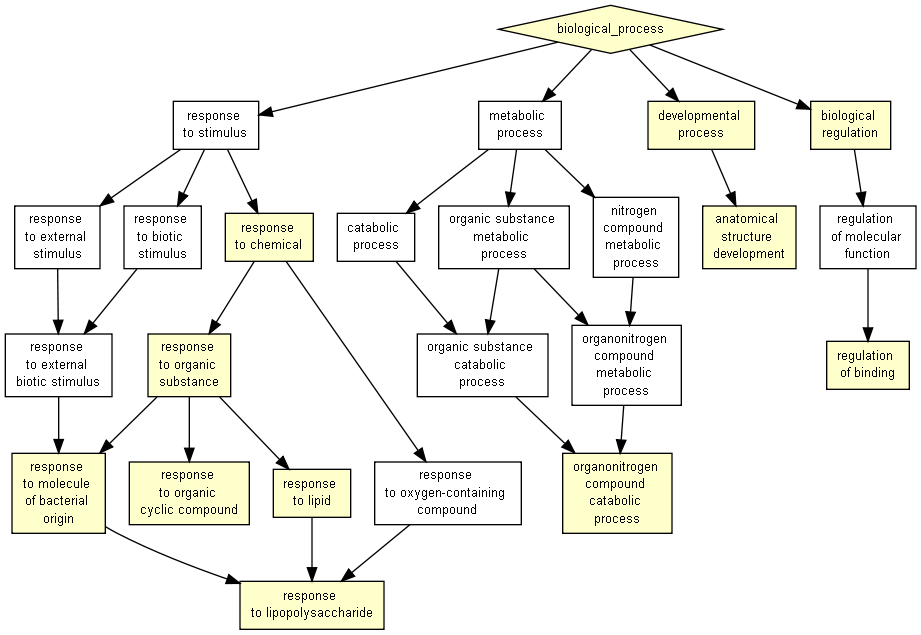 biological_process
response
to stimulus
metabolic
process
developmental
process
biological
regulation
response
to external
stimulus
response
to biotic
stimulus
response
to chemical
catabolic
process
organic substance
metabolic
process
nitrogen
compound
metabolic
process
anatomical
structure
development
regulation
of molecular
function
response
to external
biotic stimulus
response
to organic
substance
organic substance
catabolic
process
organonitrogen
compound
metabolic
process
regulation
of binding
response
to molecule
of bacterial
origin
response
to organic
cyclic compound
response
to lipid
response
to oxygen-containing
compound
organonitrogen
compound
catabolic
process
response
to lipopolysaccharide